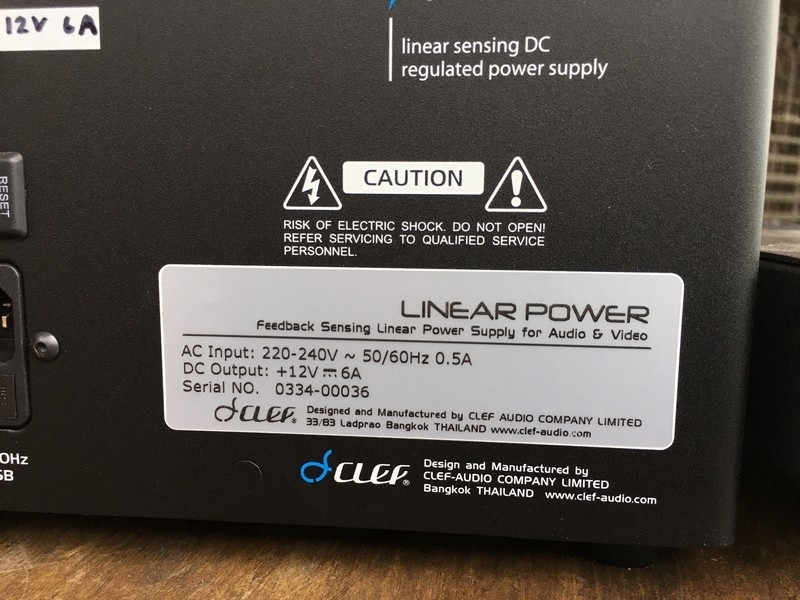 12V 6A
linear sensing DC
regulated power supply
CAUTION
RISK OF ELECTRIC SHOCK. DO NOT OPEN!
REFER SERVICING TO QUALIFIED SERVICE
PERSONNEL.
RESET
LINEAR POWER
Feedback Sensing Linear Power Supply for Audio & Video
AC Input: 220-240V ~ 50/60Hz 0.5A
DC Output: +12V ⎓ 6A
Serial NO. 0334-00036
CLEF®
Designed and Manufactured by CLEF AUDIO COMPANY LIMITED
33/83 Ladprao Bangkok THAILAND www.clef-audio.com
0Hz
CLEF®
Design and Manufactured by
CLEF-AUDIO COMPANY LIMITED
Bangkok THAILAND www.clef-audio.com